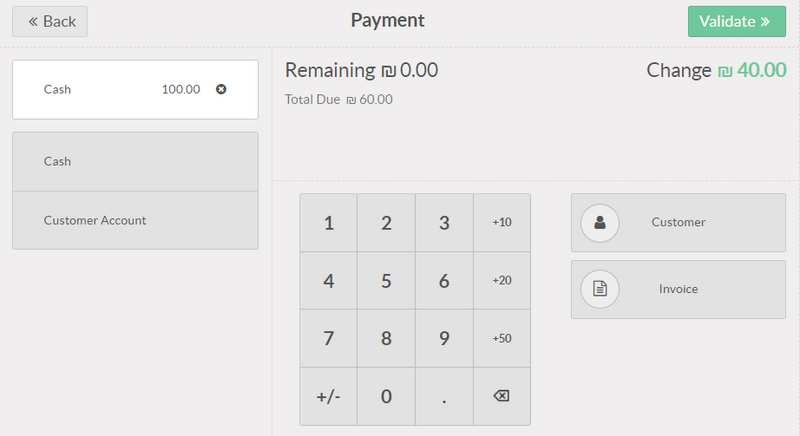 « Back
Payment
Validate »
Cash 100.00
Cash
Customer Account
Remaining ₪ 0.00
Total Due ₪ 60.00
Change ₪ 40.00
1 2 3 +10
4 5 6 +20
7 8 9 +50
+/- 0 .
Customer
Invoice